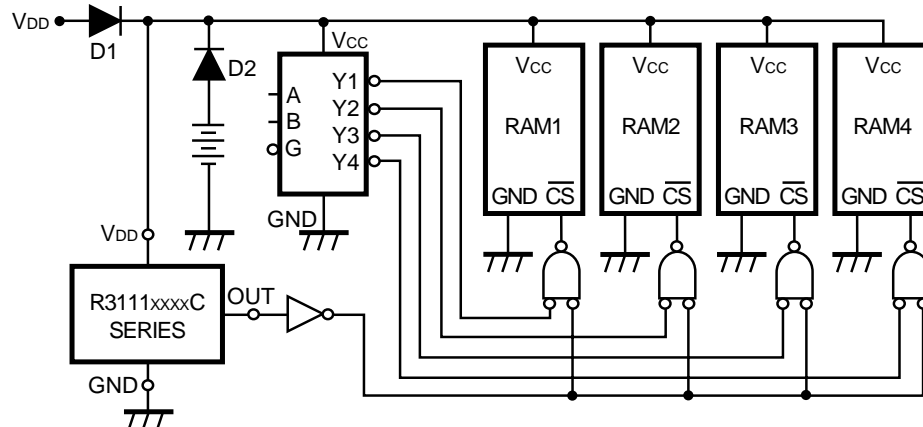 VDD
D1
D2
VCC
A
B
G
Y1
Y2
Y3
Y4
GND
VCC
RAM1
GND CS
VCC
RAM2
GND CS
VCC
RAM3
GND CS
VCC
RAM4
GND CS
VDD
R3111xxxxC
SERIES
OUT
GND